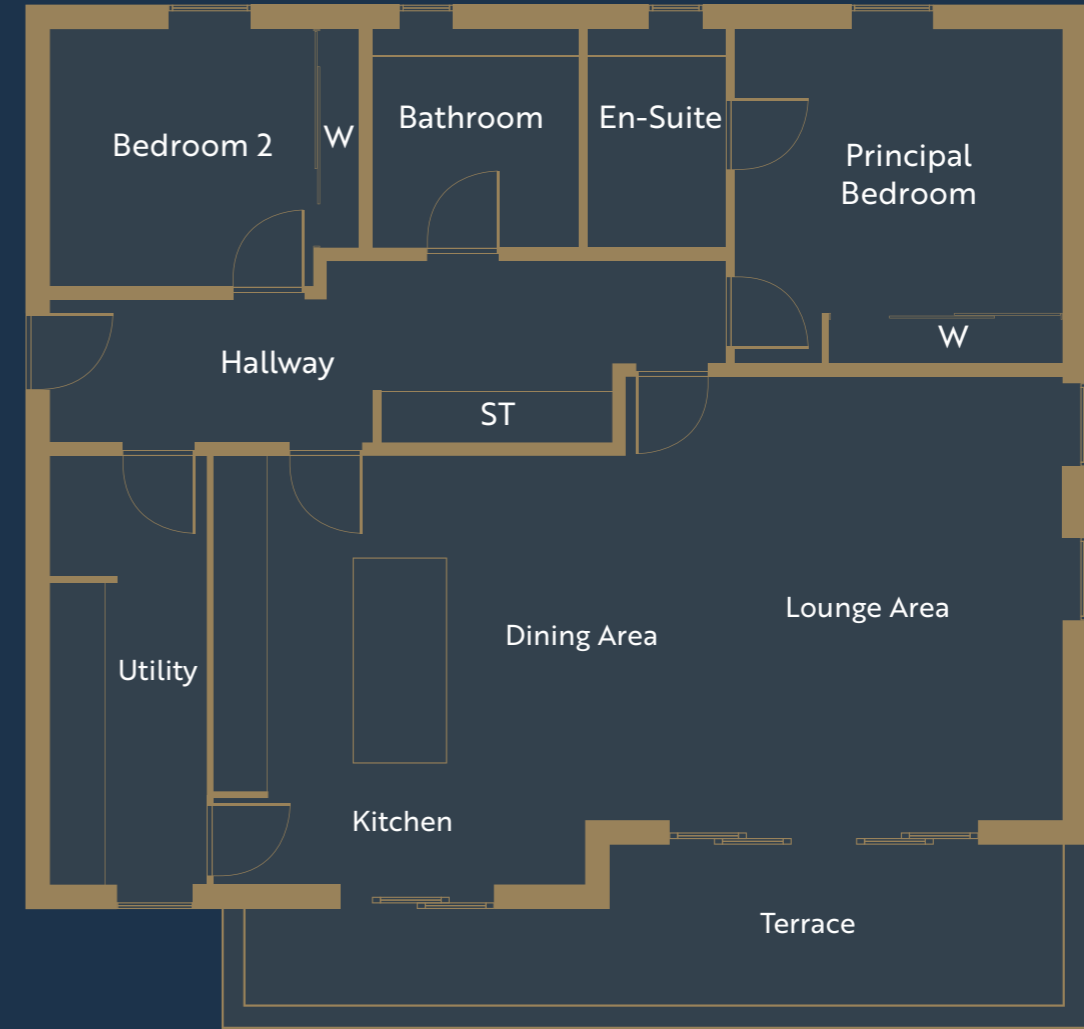 Bedroom 2
W
Bathroom
En-Suite
Principal
Bedroom
W
Hallway
ST
Utility
Dining Area
Lounge Area
Kitchen
Terrace